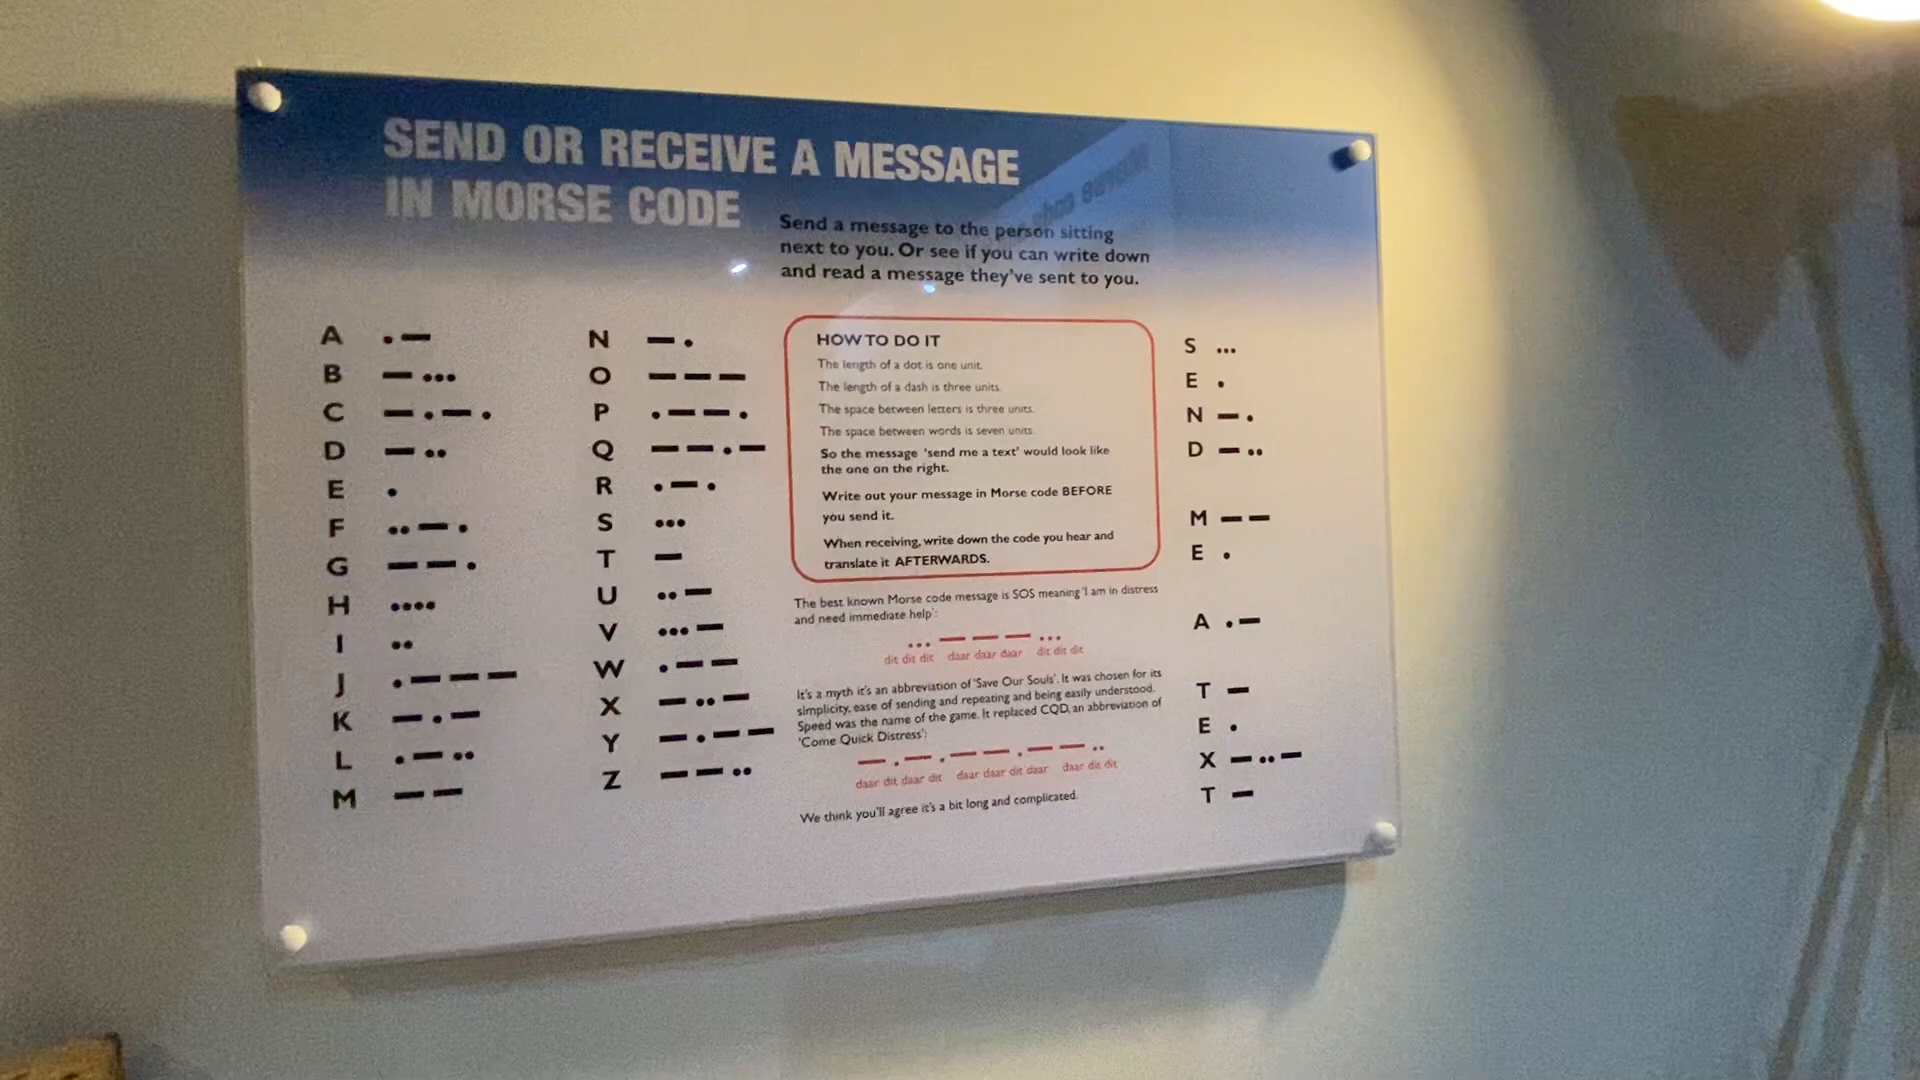 SEND OR RECEIVE A MESSAGE
IN MORSE CODE
Send a message to the person sitting
next to you. Or see if you can write down
and read a message they've sent to you.
A .–
B –...
C –.–.
D –..
E .
F ..–.
G ––.
H ....
I ..
J .–––
K –.–
L .–..
M ––
N –.
O –––
P .––.
Q ––.–
R .–.
S ...
T –
U ..–
V ...–
W .––
X –..–
Y –.––
Z ––..
HOW TO DO IT
The length of a dot is one unit.
The length of a dash is three units.
The space between letters is three units.
The space between words is seven units.
So the message 'send me a text' would look like
the one on the right.
Write out your message in Morse code BEFORE
you send it.
When receiving, write down the code you hear and
translate it AFTERWARDS.
The best known Morse code message is SOS meaning 'I am in distress
and need immediate help':
... ––– ...
dit dit dit daar daar daar dit dit dit
It's a myth it's an abbreviation of 'Save Our Souls'. It was chosen for its
simplicity, ease of sending and repeating and being easily understood.
Speed was the name of the game. It replaced CQD, an abbreviation of
'Come Quick Distress':
–.–. ––.– –..
daar dit daar dit daar daar dit daar daar dit dit
We think you'll agree it's a bit long and complicated.
S ...
E .
N –.
D –..
M ––
E .
A .–
T –
E .
X –..–
T –